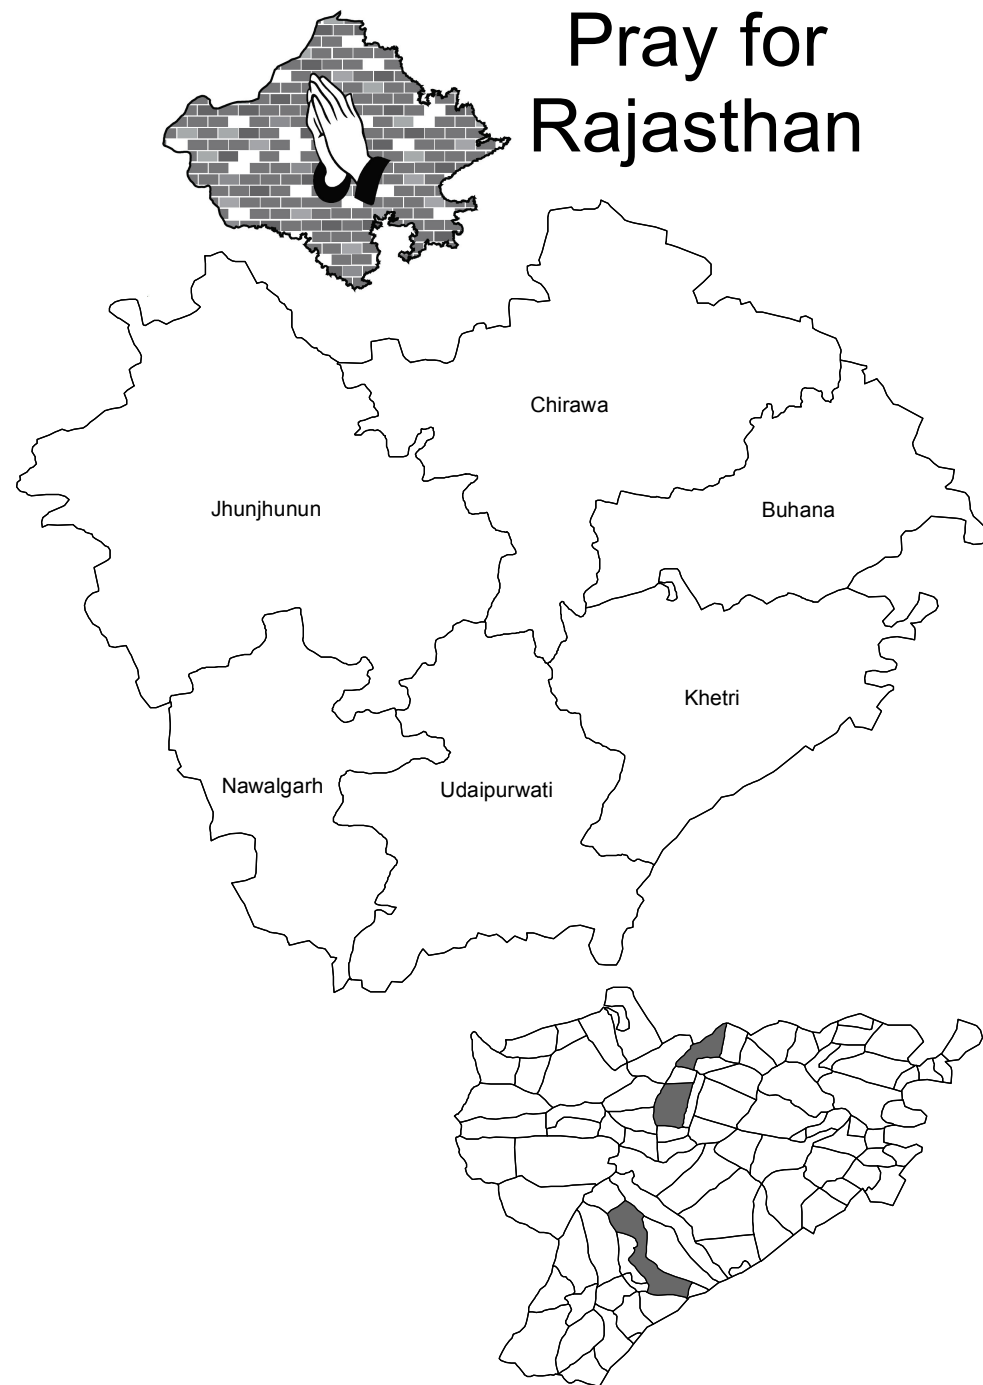 Pray for
Rajasthan
Chirawa
Jhunjhunun
Buhana
Khetri
Nawalgarh
Udaipurwati